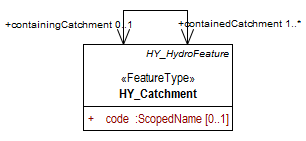 +containingCatchment 0..1 +containedCatchment 1..*
HY_HydroFeature
«FeatureType»
HY_Catchment
+ code :ScopedName [0..1]